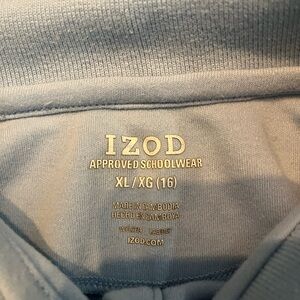 IZOD
APPROVED SCHOOLWEAR
XL/XG (16)
MADE IN CAMBODIA
HECHO EN CAMBOYA
IZOD.COM